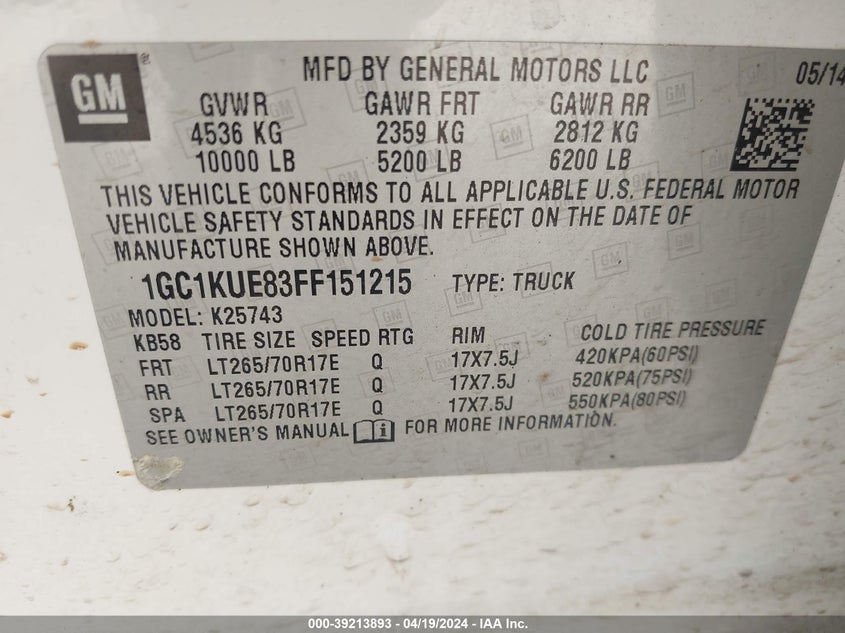 GM
MFD BY GENERAL MOTORS LLC 05/14
GVWR GAWR FRT GAWR RR
4536 KG 2359 KG 2812 KG
10000 LB 5200 LB 6200 LB
THIS VEHICLE CONFORMS TO ALL APPLICABLE U.S. FEDERAL MOTOR
VEHICLE SAFETY STANDARDS IN EFFECT ON THE DATE OF
MANUFACTURE SHOWN ABOVE.
1GC1KUE83FF151215 TYPE: TRUCK
MODEL: K25743
KB58 TIRE SIZE SPEED RTG RIM COLD TIRE PRESSURE
FRT LT265/70R17E Q 17X7.5J 420KPA(60PSI)
RR LT265/70R17E Q 17X7.5J 520KPA(75PSI)
SPA LT265/70R17E Q 17X7.5J 550KPA(80PSI)
SEE OWNER'S MANUAL FOR MORE INFORMATION.
000-39213893 - 04/19/2024 - IAA Inc.